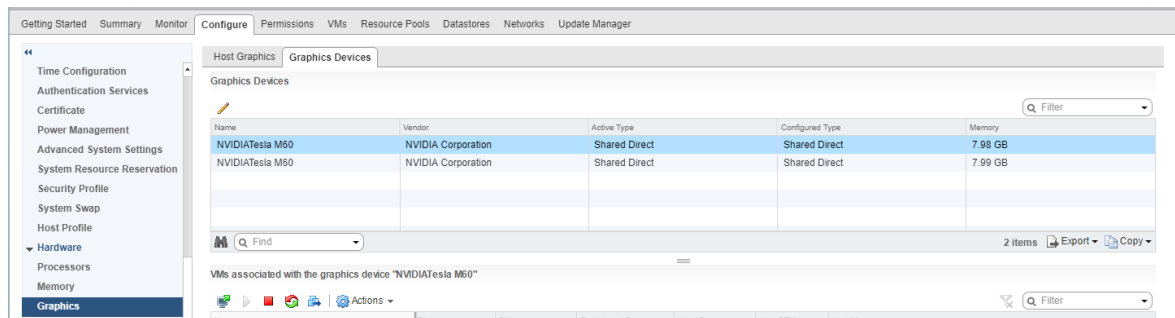 Getting Started Summary Monitor Configure Permissions VMs Resource Pools Datastores Networks Update Manager
Host Graphics Graphics Devices
Time Configuration
Authentication Services
Certificate
Power Management
Advanced System Settings
System Resource Reservation
Security Profile
System Swap
Host Profile
Hardware
Processors
Memory
Graphics
Graphics Devices
Filter
Name Vendor Active Type Configured Type Memory
NVIDIATesla M60 NVIDIA Corporation Shared Direct Shared Direct 7.98 GB
NVIDIATesla M60 NVIDIA Corporation Shared Direct Shared Direct 7.99 GB
Find 2 items Export Copy
VMs associated with the graphics device "NVIDIATesla M60"
Actions Filter